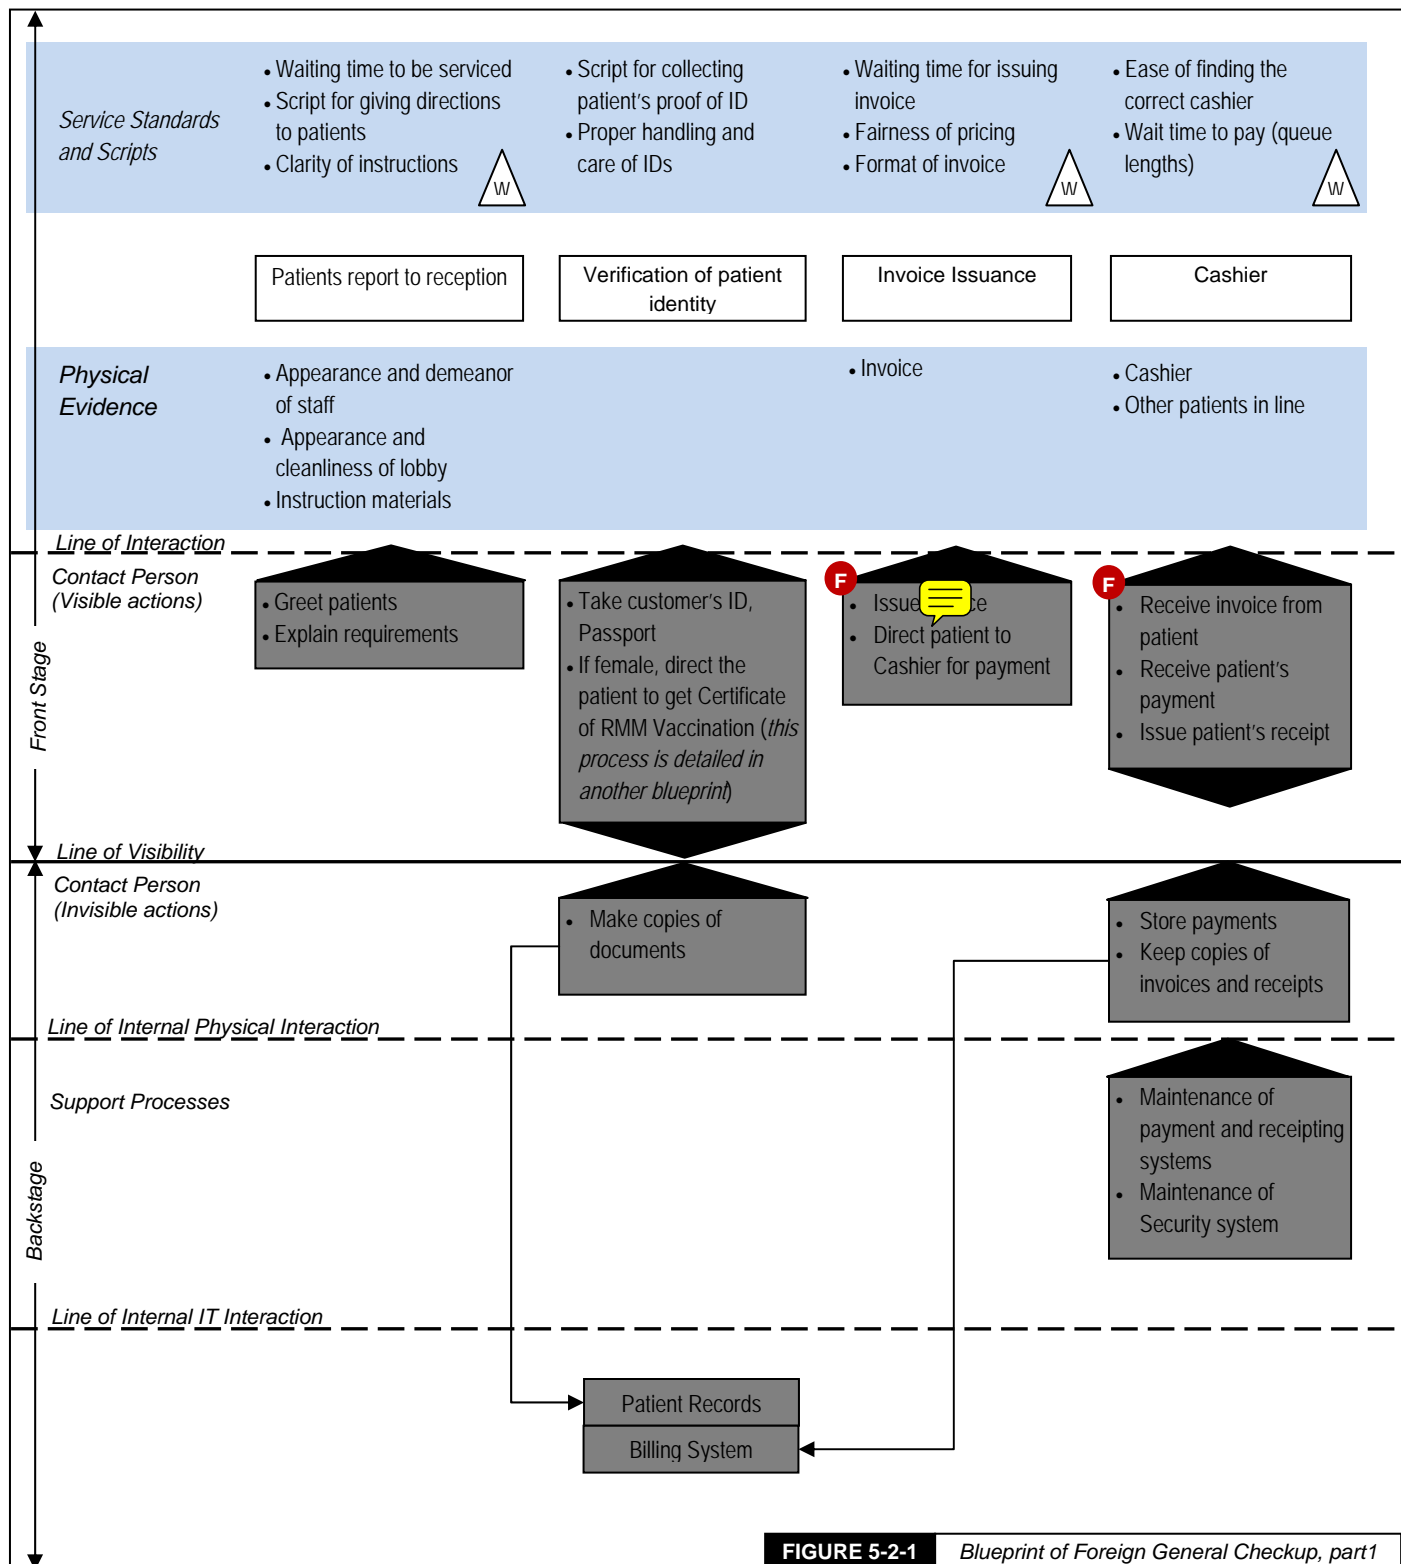 Service Standards
and Scripts
• Waiting time to be serviced
• Script for giving directions
to patients
• Clarity of instructions
W
• Script for collecting
patient's proof of ID
• Proper handling and
care of IDs
• Waiting time for issuing
invoice
• Fairness of pricing
• Format of invoice
W
• Ease of finding the
correct cashier
• Wait time to pay (queue
lengths)
W
Patients report to reception
Verification of patient
identity
Invoice Issuance
Cashier
Physical
Evidence
• Appearance and demeanor
of staff
• Appearance and
cleanliness of lobby
• Instruction materials
• Invoice
• Cashier
• Other patients in line
Line of Interaction
Contact Person
(Visible actions)
Front Stage
• Greet patients
• Explain requirements
• Take customer's ID,
Passport
• If female, direct the
patient to get Certificate
of RMM Vaccination (this
process is detailed in
another blueprint)
F
• Issue
• Direct patient to
Cashier for payment
F
• Receive invoice from
patient
• Receive patient's
payment
• Issue patient's receipt
Line of Visibility
Contact Person
(Invisible actions)
• Make copies of
documents
• Store payments
• Keep copies of
invoices and receipts
Line of Internal Physical Interaction
Support Processes
Backstage
• Maintenance of
payment and receipting
systems
• Maintenance of
Security system
Line of Internal IT Interaction
Patient Records
Billing System
FIGURE 5-2-1 Blueprint of Foreign General Checkup, part1